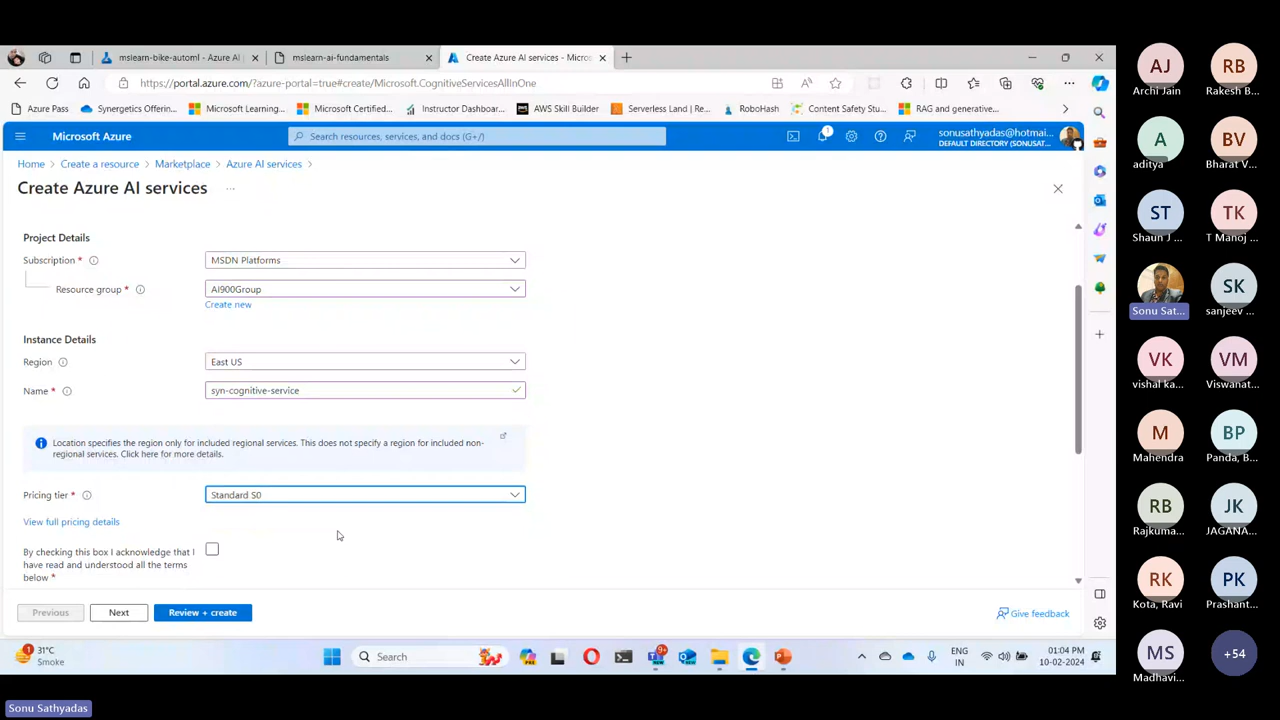 mslearn-bike-automl - Azure AI
mslearn-ai-fundamentals
Create Azure AI services - Micros
https://portal.azure.com/?azure-portal=true#create/Microsoft.CognitiveServicesAllInOne
Azure Pass
Synergetics Offering...
Microsoft Learning...
Microsoft Certified...
Instructor Dashboar...
AWS Skill Builder
Serverless Land | Re...
RoboHash
Content Safety Stu...
RAG and generative...
Microsoft Azure
Search resources, services, and docs (G+/)
1
sonusathyadas@hotmai...
DEFAULT DIRECTORY (SONUSATH...
Home > Create a resource > Marketplace > Azure AI services >
Create Azure AI services ...
Project Details
Subscription *
MSDN Platforms
Resource group *
AI900Group
Create new
Instance Details
Region
East US
Name *
syn-cognitive-service
Location specifies the region only for included regional services. This does not specify a region for included non-
regional services. Click here for more details.
Pricing tier *
Standard S0
View full pricing details
By checking this box I acknowledge that I
have read and understood all the terms
below *
Previous
Next
Review + create
Give feedback
1
31°C
Smoke
Search
PRE
9+
ENG
IN
01:04 PM
10-02-2024
Sonu Sathyadas
AJ
Archi Jain
RB
Rakesh B...
A
aditya
BV
Bharat V...
ST
Shaun J ...
TK
T Manoj ...
Sonu Sat...
SK
sanjeev ...
VK
vishal ka...
VM
Viswanat...
M
Mahendra
BP
Panda, B...
RB
Rajkuma...
JK
JAGANA...
RK
Kota, Ravi
PK
Prashant...
MS
Madhavi...
+54